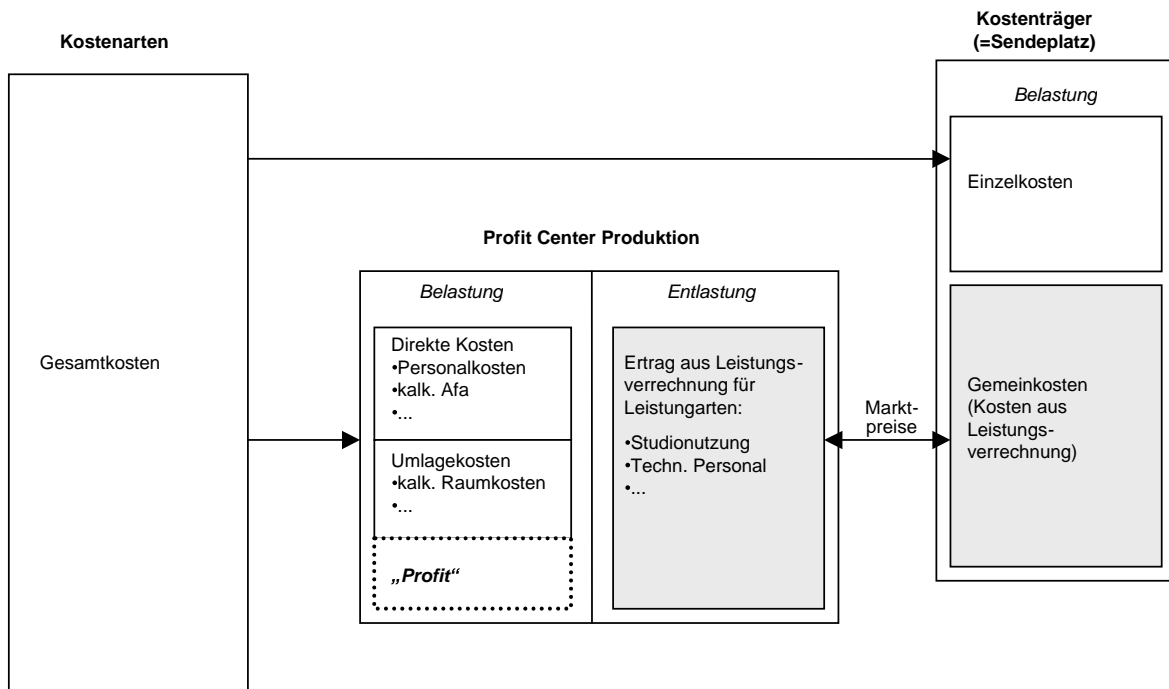 Kostenarten
Kostenträger
(=Sendeplatz)
Belastung
Einzelkosten
Profit Center Produktion
Belastung
Entlastung
Gesamtkosten
Direkte Kosten
•Personalkosten
•kalk. Afa
•...
Umlagekosten
•kalk. Raumkosten
•...
„Profit“
Ertrag aus Leistungs-
verrechnung für
Leistungarten:
•Studionutzung
•Techn. Personal
•...
Markt-
preise
Gemeinkosten
(Kosten aus
Leistungs-
verrechnung)